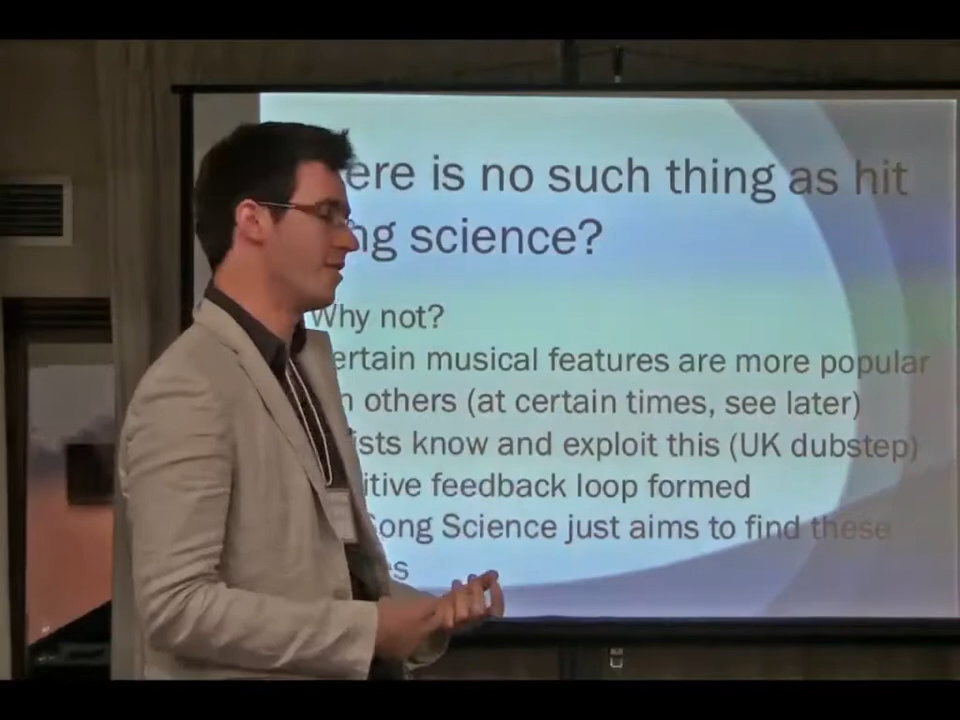 ere is no such thing as hit
ng science?
Why not?
ertain musical features are more popular
n others (at certain times, see later)
ists know and exploit this (UK dubstep)
itive feedback loop formed
Song Science just aims to find these
es